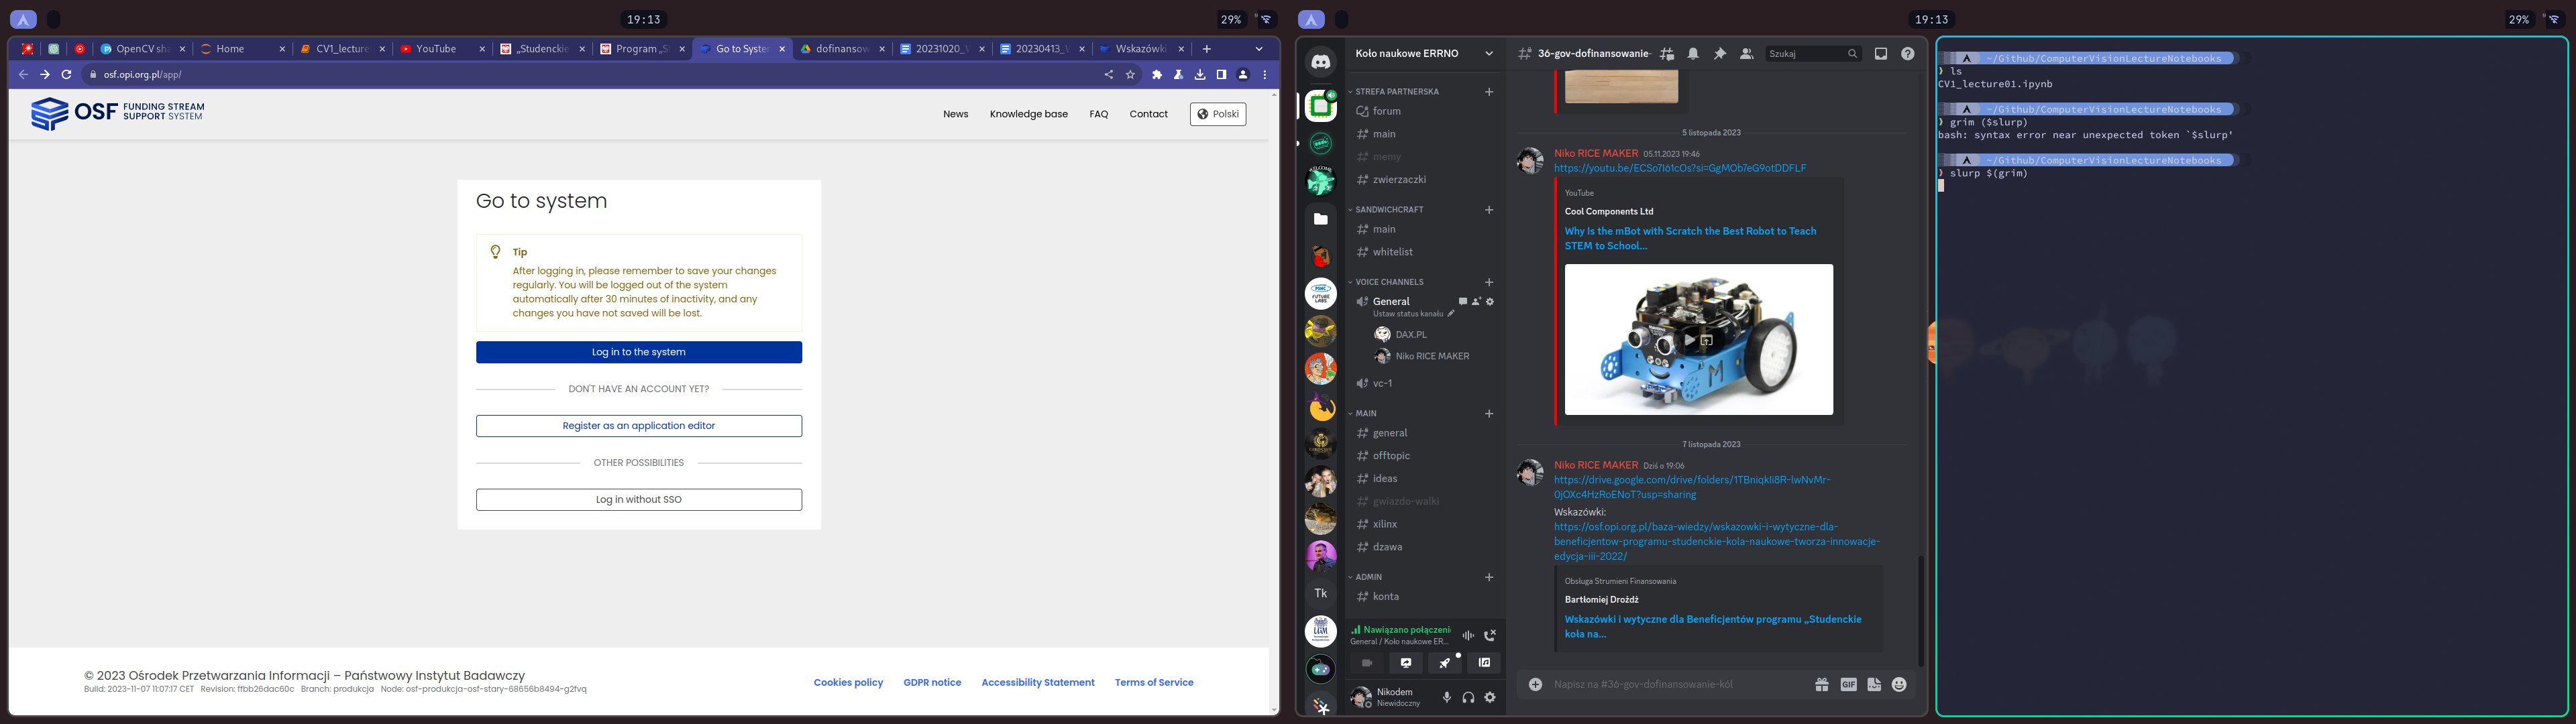 19:13
29%
19:13
29%
OpenCV sha
Home
CV1_lecture
YouTube
„Studenckie
Program „S
Go to System
dofinansow
20231020_
20230413_
Wskazówki
osf.opi.org.pl/app/
OSF FUNDING STREAM
SUPPORT SYSTEM
News
Knowledge base
FAQ
Contact
Polski
Go to system
Tip
After logging in, please remember to save your changes
regularly. You will be logged out of the system
automatically after 30 minutes of inactivity, and any
changes you have not saved will be lost.
Log in to the system
DON'T HAVE AN ACCOUNT YET?
Register as an application editor
OTHER POSSIBILITIES
Log in without SSO
© 2023 Ośrodek Przetwarzania Informacji – Państwowy Instytut Badawczy
Build: 2023-11-07 11:07:17 CET Revision: ffbb26dac60c Branch: produkcja Node: osf-produkcja-osf-stary-68656b8494-g2fvq
Cookies policy
GDPR notice
Accessibility Statement
Terms of Service
Koło naukowe ERRNO
STREFA PARTNERSKA
forum
main
memy
zwierzaczki
SANDWICHCRAFT
main
whitelist
VOICE CHANNELS
General
Ustaw status kanału
DAX.PL
Niko RICE MAKER
vc-1
MAIN
general
offtopic
ideas
gwiazdo-walki
xilinx
dzawa
ADMIN
konta
Tk
Nawiązano połączeni
General / Koło naukowe ER...
Nikodem
Niewidoczny
36-gov-dofinansowanie-
Szukaj
5 listopada 2023
Niko RICE MAKER 05.11.2023 19:46
https://youtu.be/ECSo7I61cOs?si=GgMOb7eG9otDDFLF
YouTube
Cool Components Ltd
Why Is the mBot with Scratch the Best Robot to Teach
STEM to School...
7 listopada 2023
Niko RICE MAKER Dziś o 19:06
https://drive.google.com/drive/folders/1TBniqkIi8R-lwNvMr-
0jOXc4HzRoENoT?usp=sharing
Wskazówki:
https://osf.opi.org.pl/baza-wiedzy/wskazowki-i-wytyczne-dla-
beneficjentow-programu-studenckie-kola-naukowe-tworza-innowacje-
edycja-iii-2022/
Obsługa Strumieni Finansowania
Bartłomiej Drożdż
Wskazówki i wytyczne dla Beneficjentów programu „Studenckie
koła na...
Napisz na #36-gov-dofinansowanie-kół
GIF
~/Github/ComputerVisionLectureNotebooks
ls
CV1_lecture01.ipynb
~/Github/ComputerVisionLectureNotebooks
grim ($slurp)
bash: syntax error near unexpected token `$slurp'
~/Github/ComputerVisionLectureNotebooks
slurp $(grim)